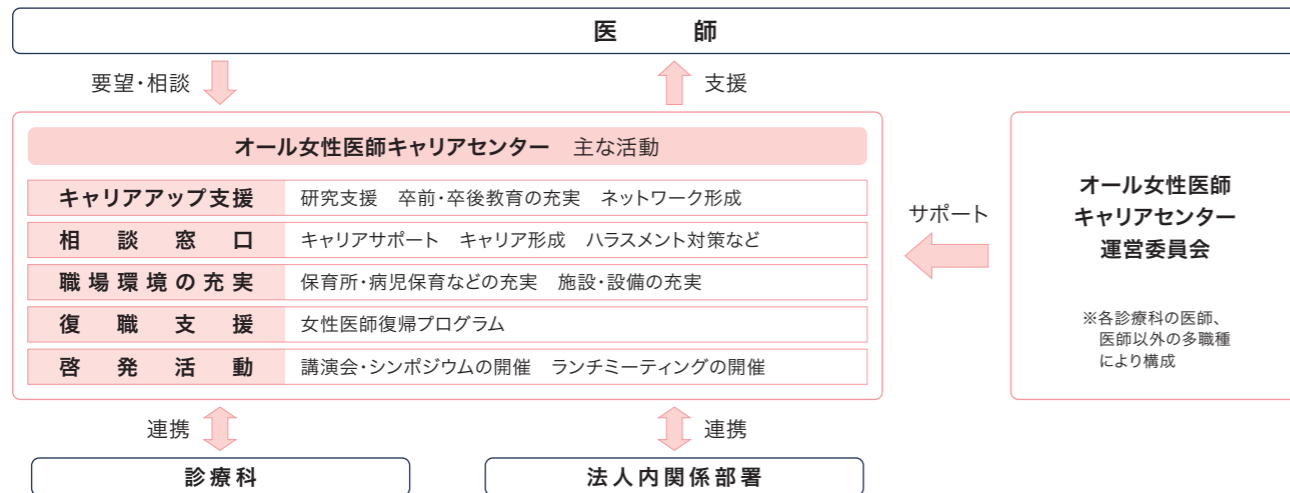 医師
要望・相談
支援
オール女性医師キャリアセンター 主な活動
キャリアアップ支援 研究支援 卒前・卒後教育の充実 ネットワーク形成
相談窓口 キャリアサポート キャリア形成 ハラスメント対策など
職場環境の充実 保育所・病児保育などの充実 施設・設備の充実
復職支援 女性医師復帰プログラム
啓発活動 講演会・シンポジウムの開催 ランチミーティングの開催
サポート
オール女性医師
キャリアセンター
運営委員会
※各診療科の医師、
医師以外の多職種
により構成
連携
連携
診療科
法人内関係部署